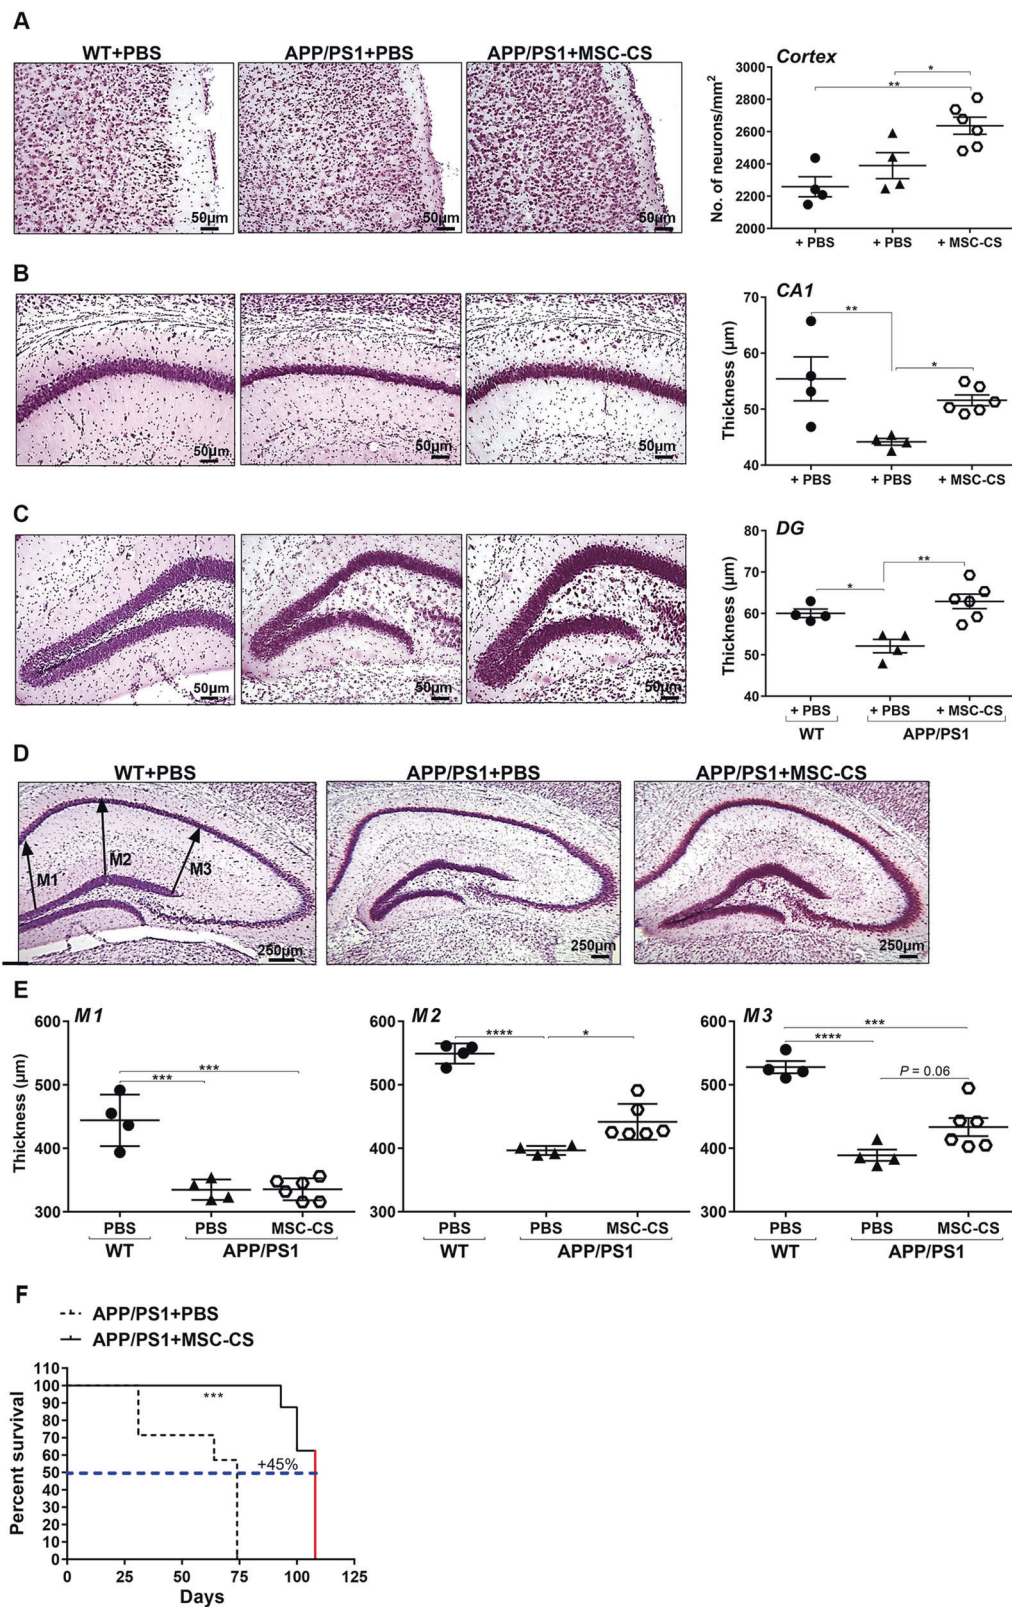 A
WT+PBS APP/PS1+PBS APP/PS1+MSC-CS
50µm 50µm 50µm
Cortex
No. of neurons/mm²
3000
2800
2600
2400
2200
2000
* 
**
+ PBS + PBS + MSC-CS
B
50µm 50µm 50µm
CA1
Thickness (µm)
70
60
50
40
**
*
+ PBS + PBS + MSC-CS
C
50µm 50µm 50µm
DG
Thickness (µm)
80
70
60
50
40
**
*
+ PBS + PBS + MSC-CS
WT APP/PS1
D
WT+PBS APP/PS1+PBS APP/PS1+MSC-CS
M1 M2 M3
250µm 250µm 250µm
E
M1
Thickness (µm)
600
500
400
300
***
***
PBS PBS MSC-CS
WT APP/PS1
M2
600
500
400
300
**** *
PBS PBS MSC-CS
WT APP/PS1
M3
600
500
400
300
***
****
P = 0.06
PBS PBS MSC-CS
WT APP/PS1
F
APP/PS1+PBS
APP/PS1+MSC-CS
Percent survival
110
100
90
80
70
60
50
40
30
20
10
0
***
+45%
0 25 50 75 100 125
Days